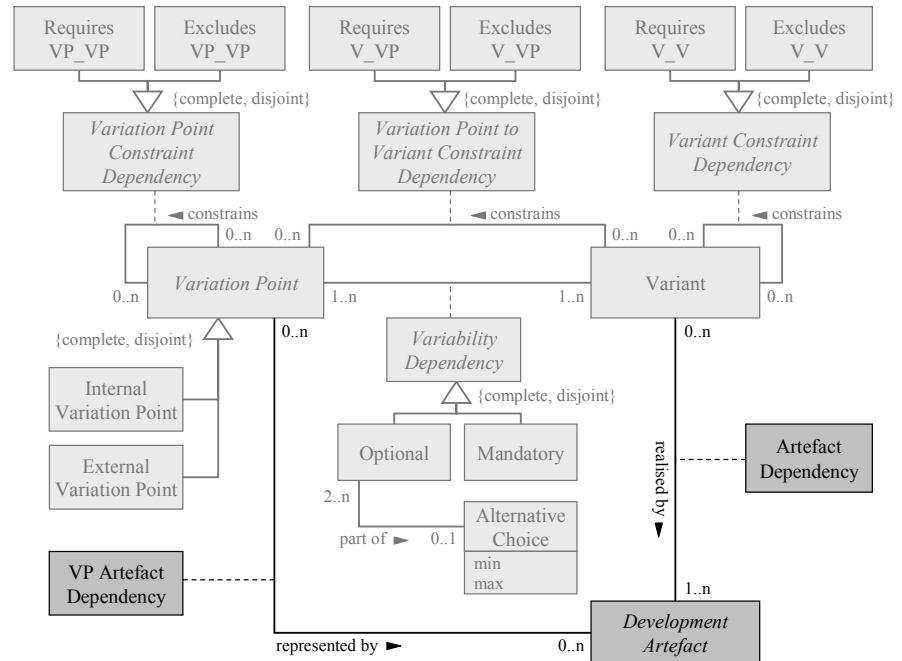 Requires
VP_VP
Excludes
VP_VP
Requires
V_VP
Excludes
V_VP
Requires
V_V
Excludes
V_V
{complete, disjoint}
{complete, disjoint}
{complete, disjoint}
Variation Point
Constraint
Dependency
Variation Point to
Variant Constraint
Dependency
Variant Constraint
Dependency
◄ constrains
◄ constrains
◄ constrains
0..n
0..n
0..n
0..n
Variation Point
Variant
0..n
1..n
1..n
0..n
{complete, disjoint}
0..n
Variability
Dependency
0..n
Internal
Variation Point
{complete, disjoint}
External
Variation Point
Optional
Mandatory
realised by ►
Artefact
Dependency
2..n
part of ►
0..1
Alternative
Choice
min
max
VP Artefact
Dependency
1..n
represented by ►
0..n
Development
Artefact